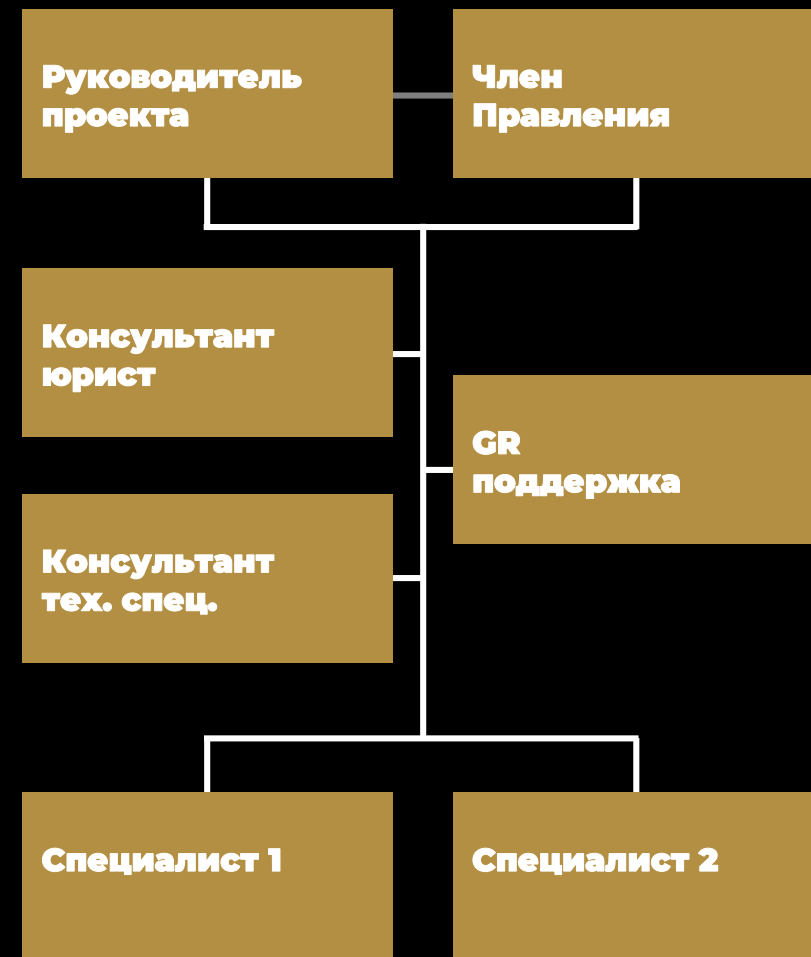 Руководитель
проекта
Член
Правления
Консультант
юрист
GR
поддержка
Консультант
тех. спец.
Специалист 1
Специалист 2